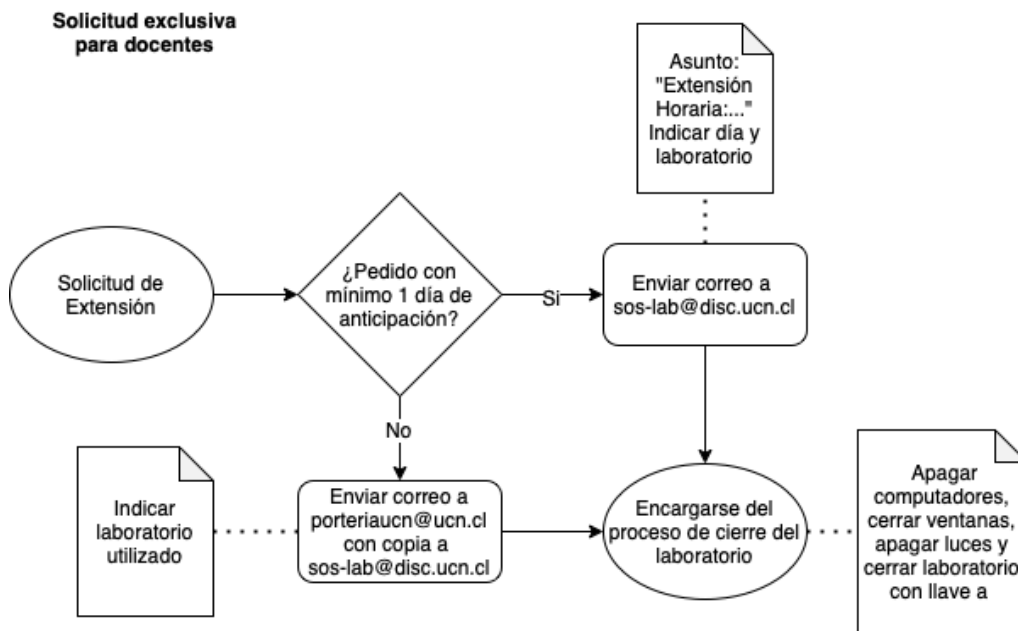 Solicitud exclusiva
para docentes
Asunto:
"Extensión
Horaria:..."
Indicar día y
laboratorio
Solicitud de
Extensión
¿Pedido con
mínimo 1 día de
anticipación?
Si
Enviar correo a
sos-lab@disc.ucn.cl
No
Indicar
laboratorio
utilizado
Enviar correo a
porteriaucn@ucn.cl
con copia a
sos-lab@disc.ucn.cl
Encargarse del
proceso de cierre del
laboratorio
Apagar
computadores,
cerrar ventanas,
apagar luces y
cerrar laboratorio
con llave a